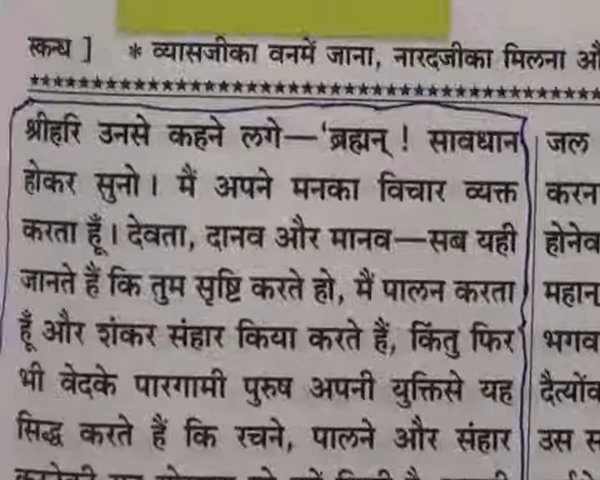 स्कन्ध ] * व्यासजीका वनमें जाना, नारदजीका मिलना
श्रीहरि उनसे कहने लगे—'ब्रह्मन् ! सावधान
होकर सुनो। मैं अपने मनका विचार व्यक्त
करता हूँ। देवता, दानव और मानव—सब यही
जानते हैं कि तुम सृष्टि करते हो, मैं पालन करता
हूँ और शंकर संहार किया करते हैं, किंतु फिर
भी वेदके पारगामी पुरुष अपनी युक्तिसे यह
सिद्ध करते हैं कि रचने, पालने और संहार
जल
करन
होनेव
महान्
भगव
दैत्योंव
उस स